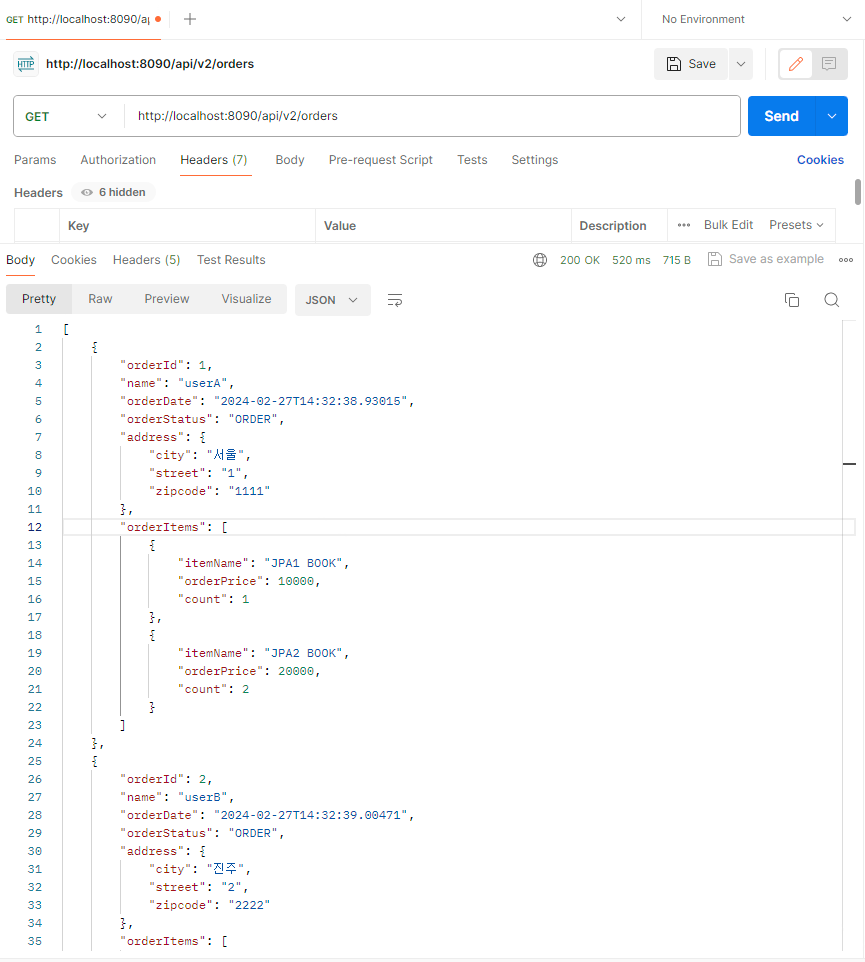 GET http://localhost:8090/a
No Environment
HTTP http://localhost:8090/api/v2/orders
Save
GET http://localhost:8090/api/v2/orders
Send
Params Authorization Headers (7) Body Pre-request Script Tests Settings Cookies
Headers 6 hidden
Key Value Description ••• Bulk Edit Presets
Body Cookies Headers (5) Test Results 200 OK 520 ms 715 B Save as example
Pretty Raw Preview Visualize JSON
1 [
2 {
3 "orderId": 1,
4 "name": "userA",
5 "orderDate": "2024-02-27T14:32:38.93015",
6 "orderStatus": "ORDER",
7 "address": {
8 "city": "서울",
9 "street": "1",
10 "zipcode": "1111"
11 },
12 "orderItems": [
13 {
14 "itemName": "JPA1 BOOK",
15 "orderPrice": 10000,
16 "count": 1
17 },
18 {
19 "itemName": "JPA2 BOOK",
20 "orderPrice": 20000,
21 "count": 2
22 }
23 ]
24 },
25 {
26 "orderId": 2,
27 "name": "userB",
28 "orderDate": "2024-02-27T14:32:39.00471",
29 "orderStatus": "ORDER",
30 "address": {
31 "city": "진주",
32 "street": "2",
33 "zipcode": "2222"
34 },
35 "orderItems": [